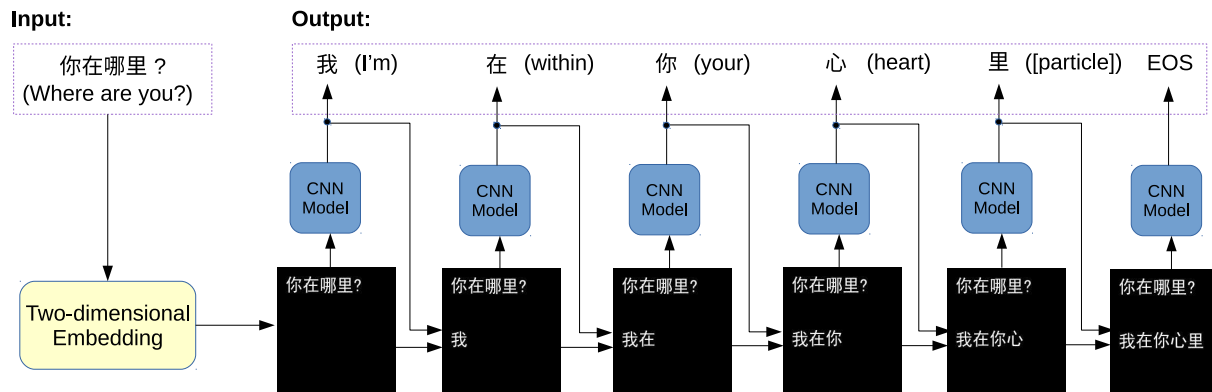 Input:
Output:
你在哪里 ?
(Where are you?)
我 (I'm)
在 (within)
你 (your)
心 (heart)
里 ([particle])
EOS
CNN
Model
CNN
Model
CNN
Model
CNN
Model
CNN
Model
CNN
Model
Two-dimensional
Embedding
你在哪里?
你在哪里?
我
你在哪里?
我在
你在哪里?
我在你
你在哪里?
我在你心
你在哪里?
我在你心里